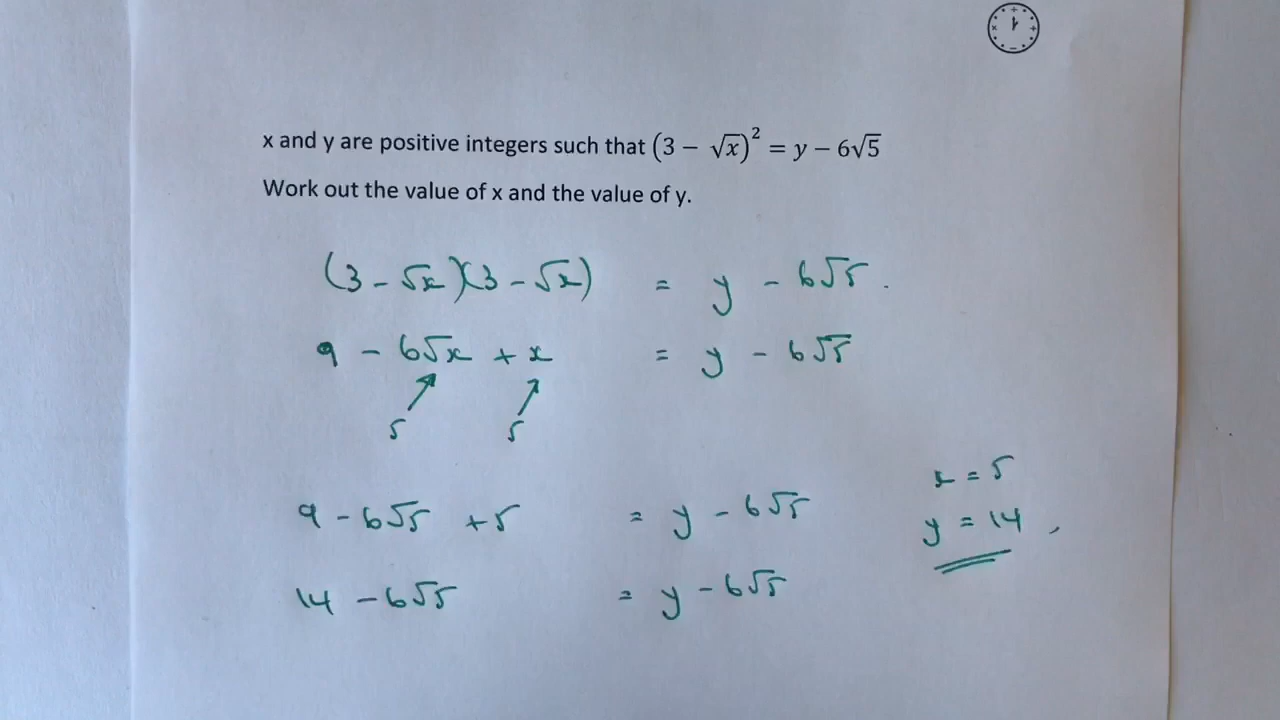 x and y are positive integers such that (3 − √x)² = y − 6√5
Work out the value of x and the value of y.
(3 − √x)(3 − √x) = y − 6√5.
9 − 6√x + x = y − 6√5
5 5
9 − 6√5 + 5 = y − 6√5
14 − 6√5 = y − 6√5
x = 5
y = 14